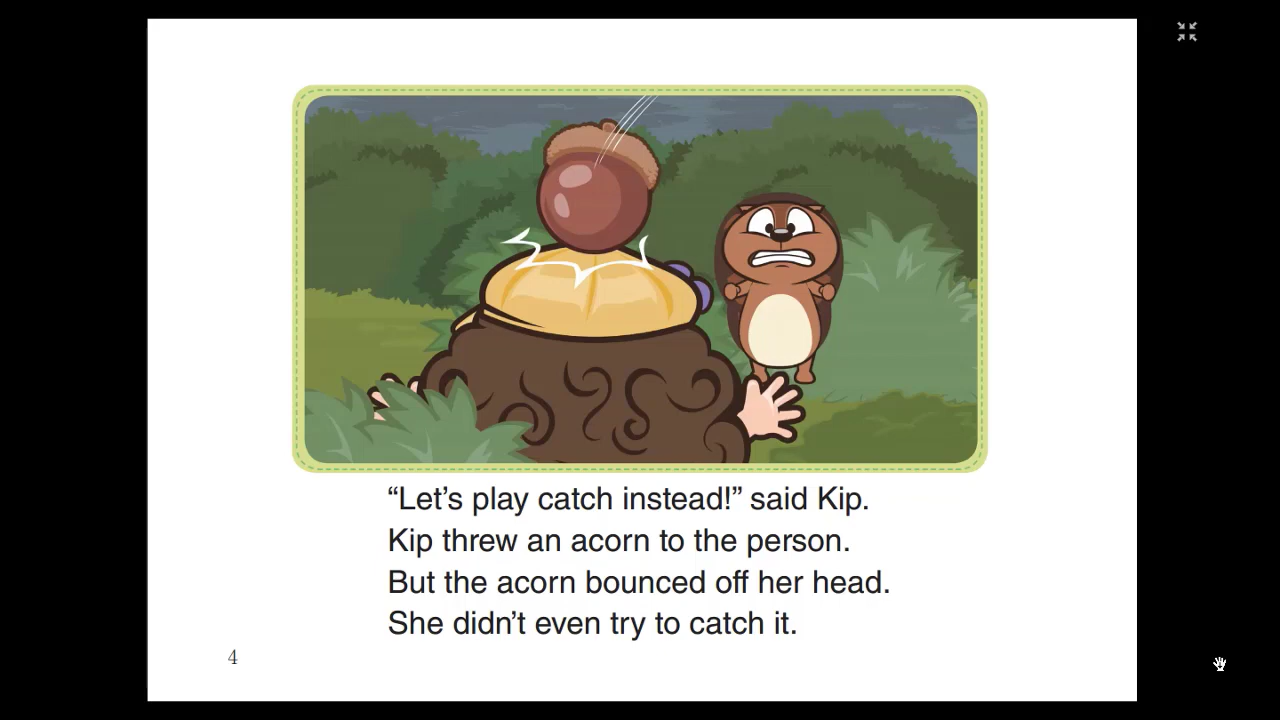 “Let’s play catch instead!” said Kip.
Kip threw an acorn to the person.
But the acorn bounced off her head.
She didn’t even try to catch it.
4